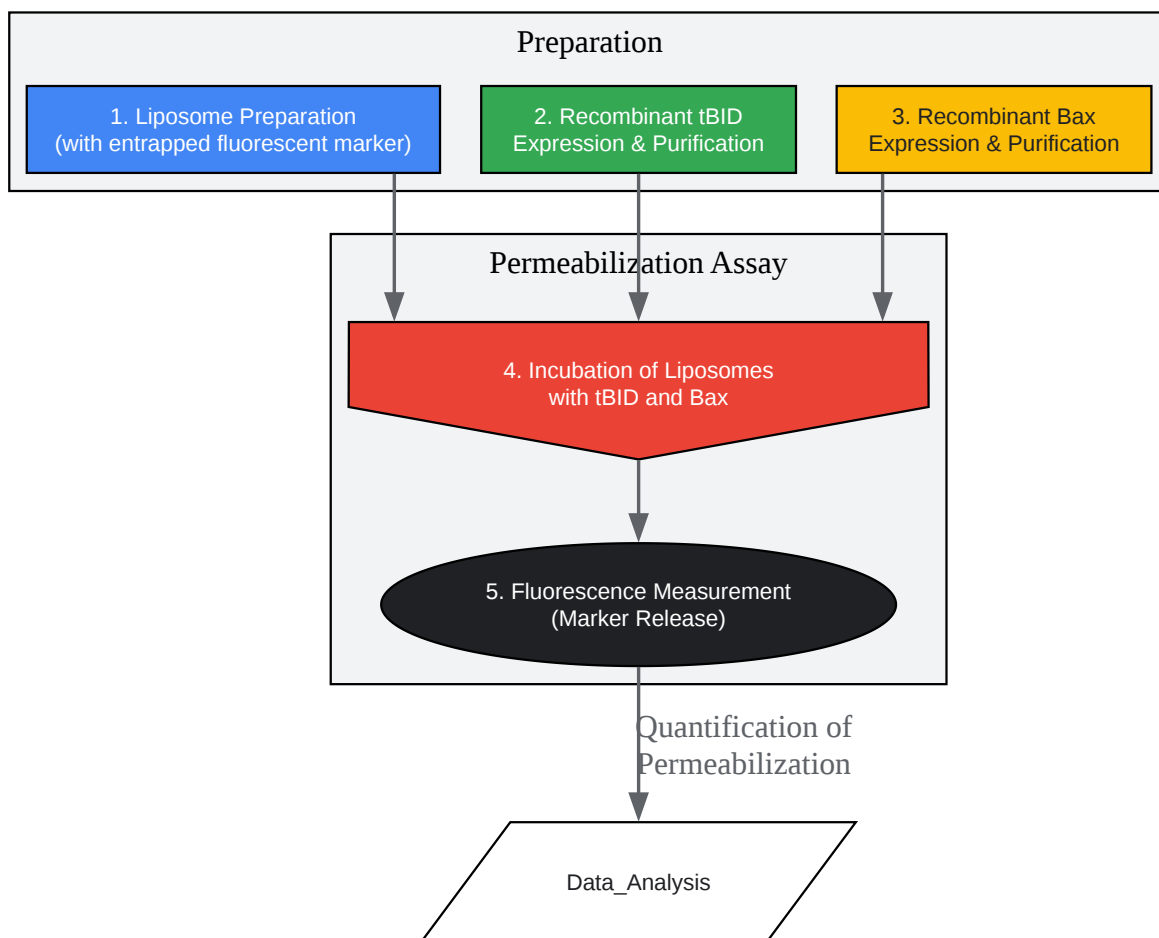 Preparation
1. Liposome Preparation
(with entrapped fluorescent marker)
2. Recombinant tBID
Expression & Purification
3. Recombinant Bax
Expression & Purification
Permeabilization Assay
4. Incubation of Liposomes
with tBID and Bax
5. Fluorescence Measurement
(Marker Release)
Quantification of
Permeabilization
Data_Analysis